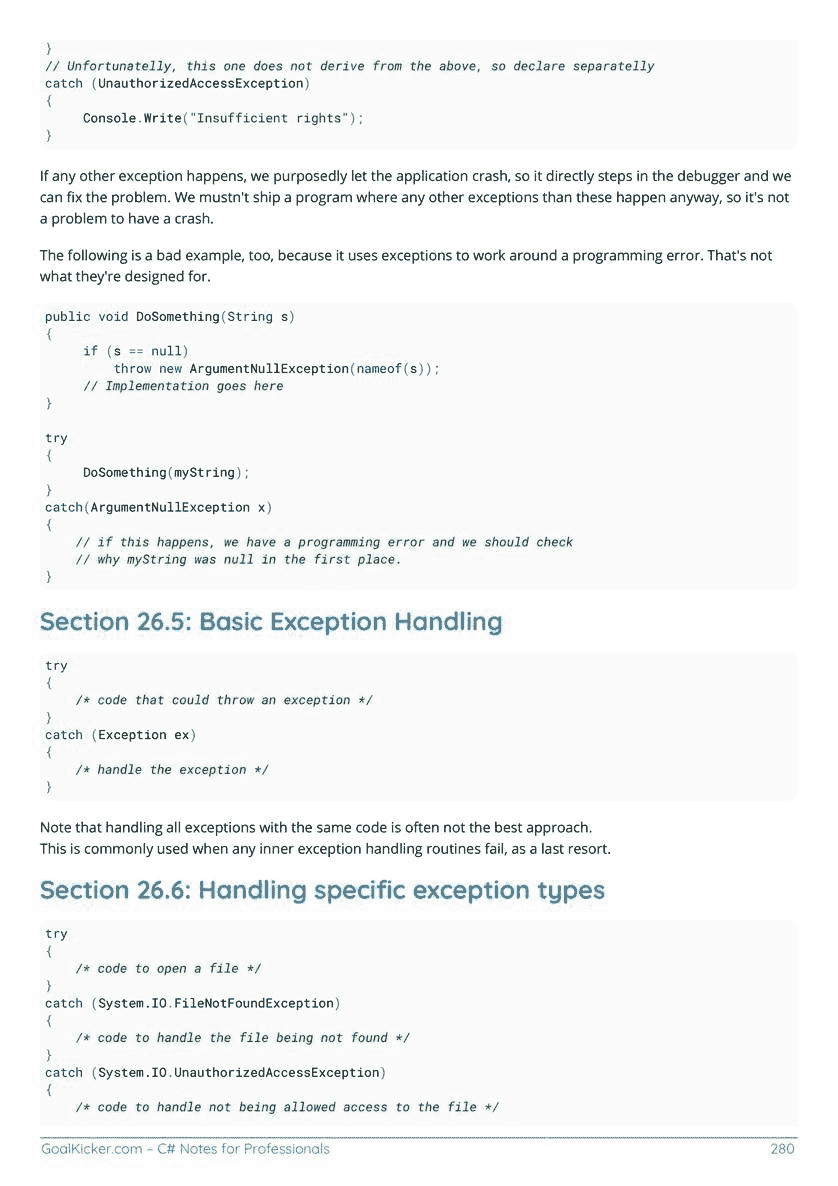 }
// Unfortunatelly, this one does not derive from the above, so declare separatelly
catch (UnauthorizedAccessException)
{
     Console.Write("Insufficient rights");
}
If any other exception happens, we purposedly let the application crash, so it directly steps in the debugger and we
can fix the problem. We mustn't ship a program where any other exceptions than these happen anyway, so it's not
a problem to have a crash.
The following is a bad example, too, because it uses exceptions to work around a programming error. That's not
what they're designed for.
public void DoSomething(String s)
{
     if (s == null)
         throw new ArgumentNullException(nameof(s));
     // Implementation goes here
}
try
{
     DoSomething(myString);
}
catch(ArgumentNullException x)
{
    // if this happens, we have a programming error and we should check
    // why myString was null in the first place.
}
Section 26.5: Basic Exception Handling
try
{
    /* code that could throw an exception */
}
catch (Exception ex)
{
    /* handle the exception */
}
Note that handling all exceptions with the same code is often not the best approach.
This is commonly used when any inner exception handling routines fail, as a last resort.
Section 26.6: Handling specific exception types
try
{
    /* code to open a file */
}
catch (System.IO.FileNotFoundException)
{
    /* code to handle the file being not found */
}
catch (System.IO.UnauthorizedAccessException)
{
    /* code to handle not being allowed access to the file */
GoalKicker.com – C# Notes for Professionals 280